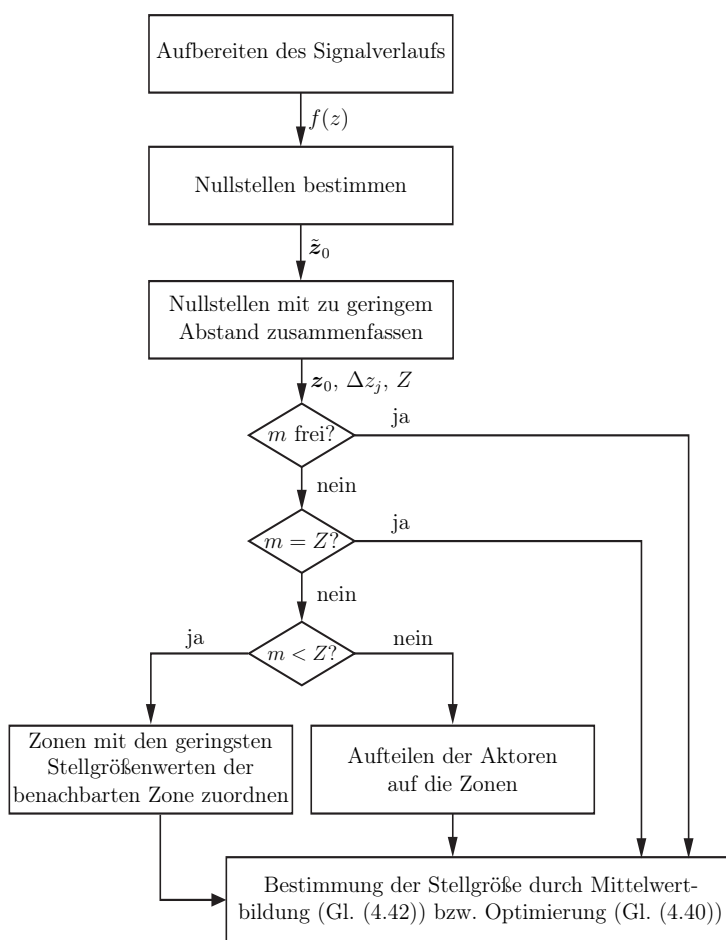 Aufbereiten des Signalverlaufs
f(z)
Nullstellen bestimmen
z̃₀
Nullstellen mit zu geringem
Abstand zusammenfassen
z₀, Δzⱼ, Z
m frei?
ja
nein
m = Z?
ja
nein
m < Z?
ja
nein
Zonen mit den geringsten
Stellgrößenwerten der
benachbarten Zone zuordnen
Aufteilen der Aktoren
auf die Zonen
Bestimmung der Stellgröße durch Mittelwert-
bildung (Gl. (4.42)) bzw. Optimierung (Gl. (4.40))